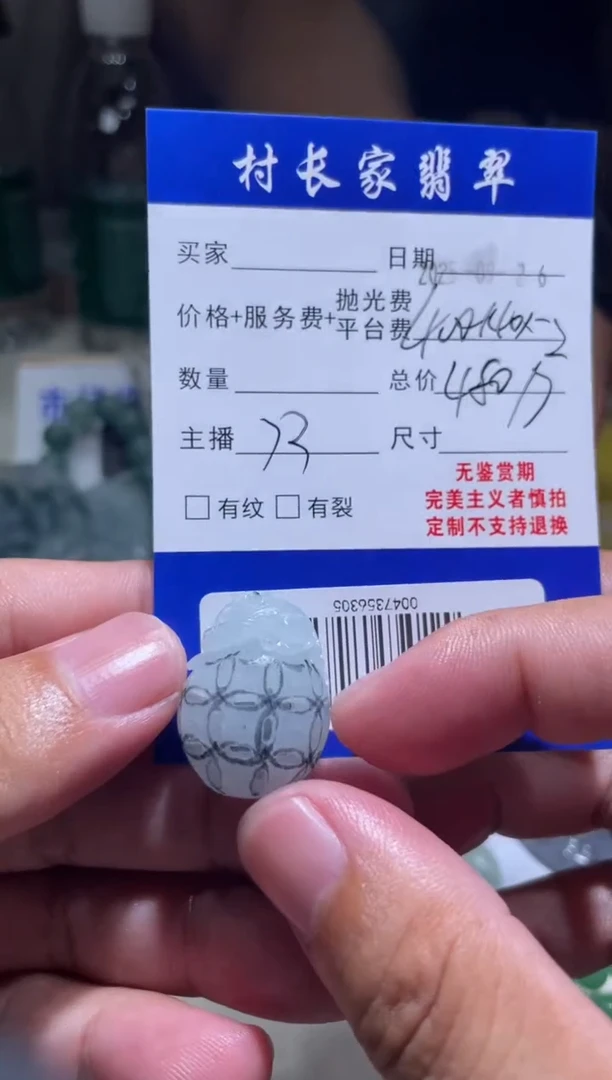 村长家翡翠
买家 日期
抛光费
价格+服务费+平台费
数量 总价 480
主播 尺寸
无鉴赏期
完美主义者慎拍
□有纹 □有裂 定制不支持退换
0047356305